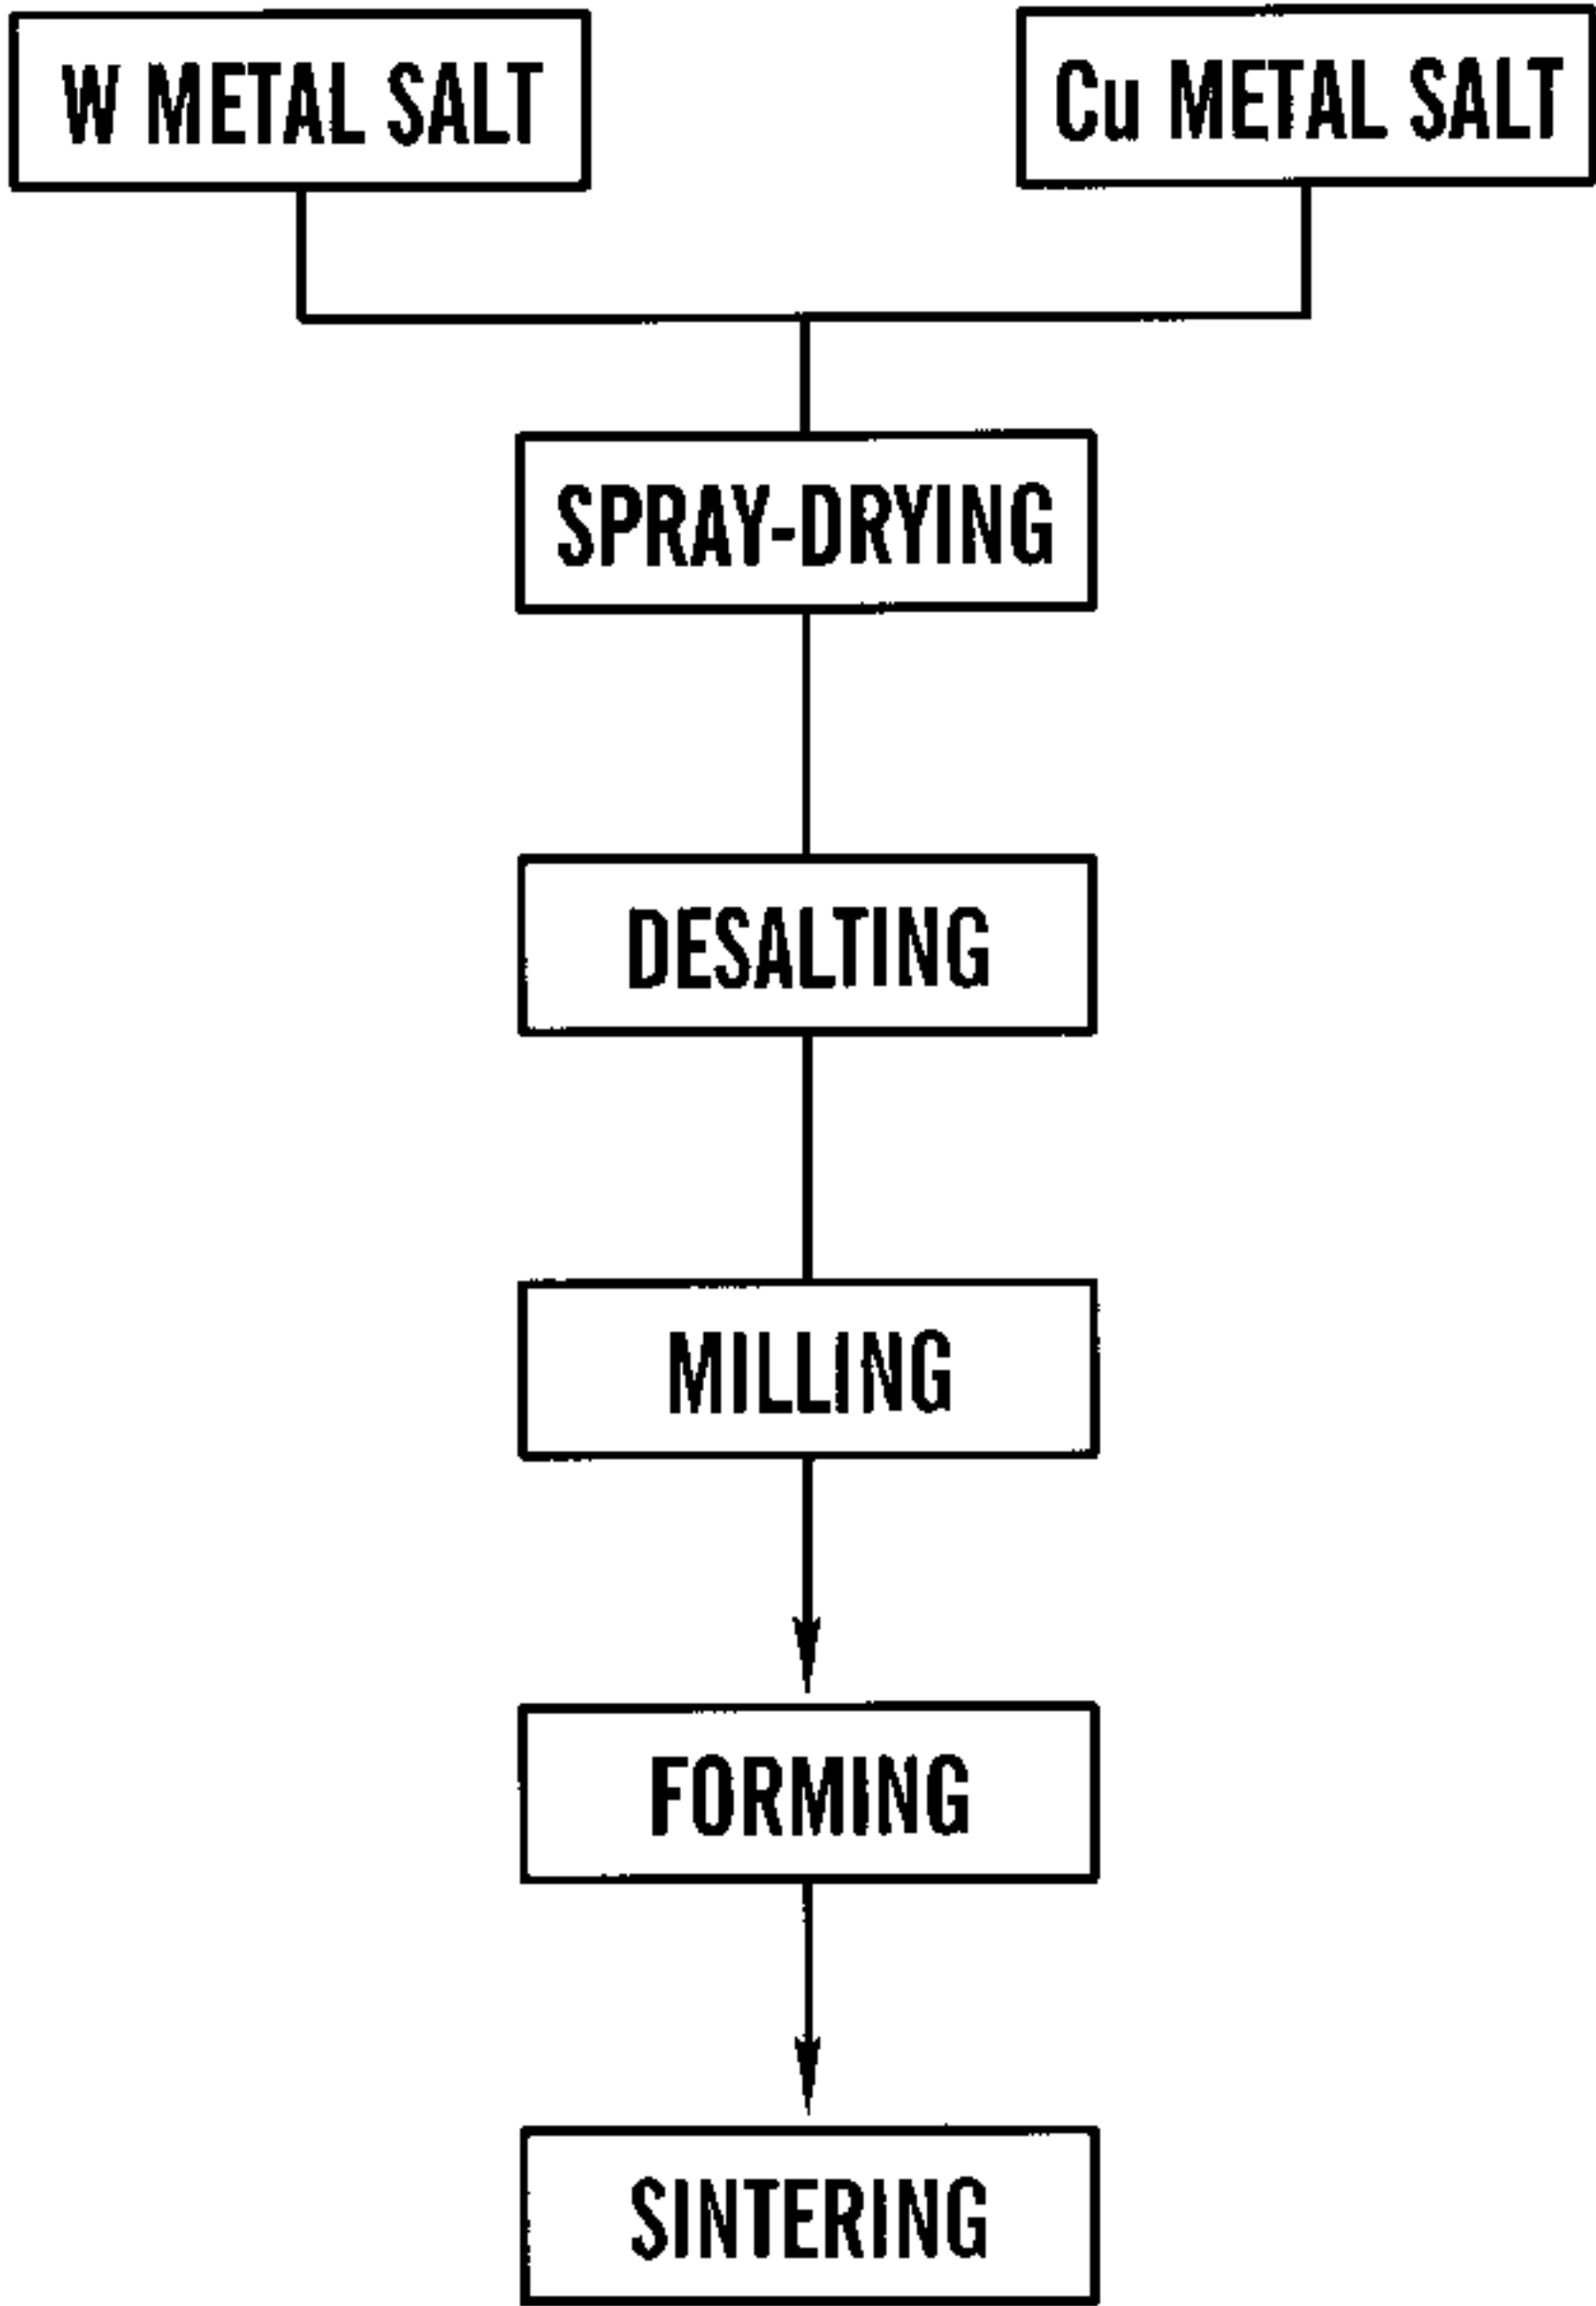 W METAL SALT
Cu METAL SALT
SPRAY-DRYING
DESALTING
MILLING
FORMING
SINTERING